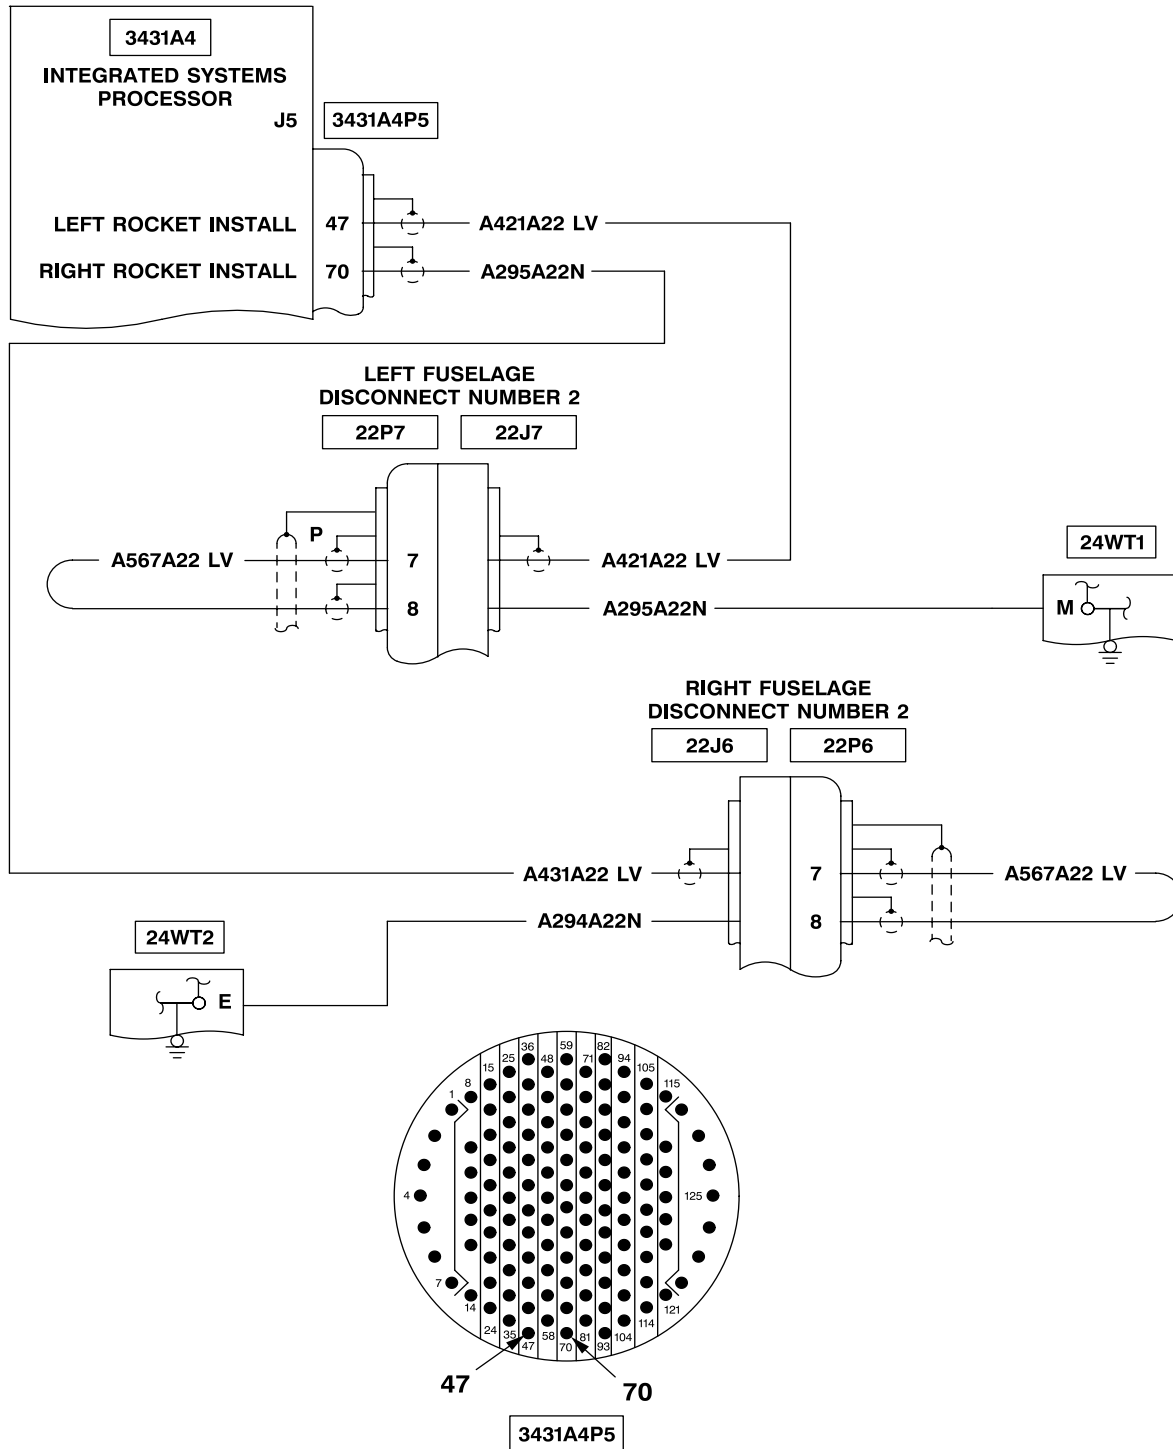 3431A4
INTEGRATED SYSTEMS
PROCESSOR
J5
3431A4P5
LEFT ROCKET INSTALL 47 A421A22 LV
RIGHT ROCKET INSTALL 70 A295A22N
LEFT FUSELAGE
DISCONNECT NUMBER 2
22P7 22J7
P
A567A22 LV 7 A421A22 LV
8 A295A22N
24WT1
M
RIGHT FUSELAGE
DISCONNECT NUMBER 2
22J6 22P6
A431A22 LV 7 A567A22 LV
A294A22N 8
24WT2
E
1 8 15 25 36 48 59 71 82 94 105 115
4 125
7 14 24 35 47 58 70 81 93 104 114 121
47 70
3431A4P5